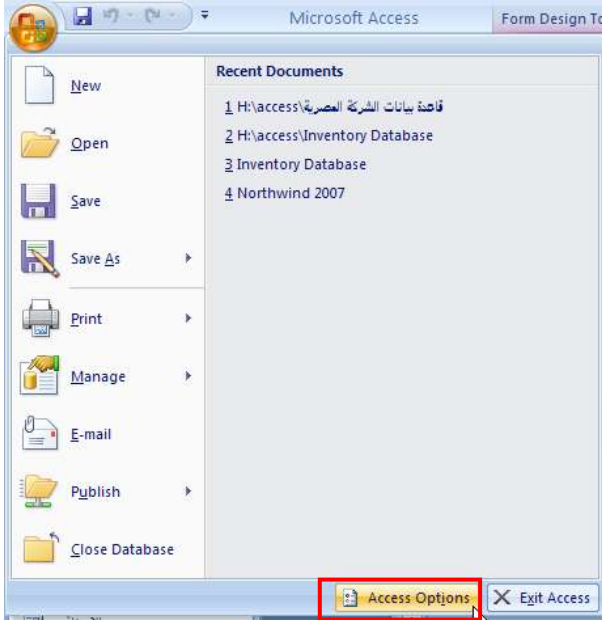 Microsoft Access
Form Design To
New
Open
Save
Save As
Print
Manage
E-mail
Publish
Close Database
Recent Documents
1 H:\access\قاعدة بيانات الشركة العصرية
2 H:\access\Inventory Database
3 Inventory Database
4 Northwind 2007
Access Options
Exit Access